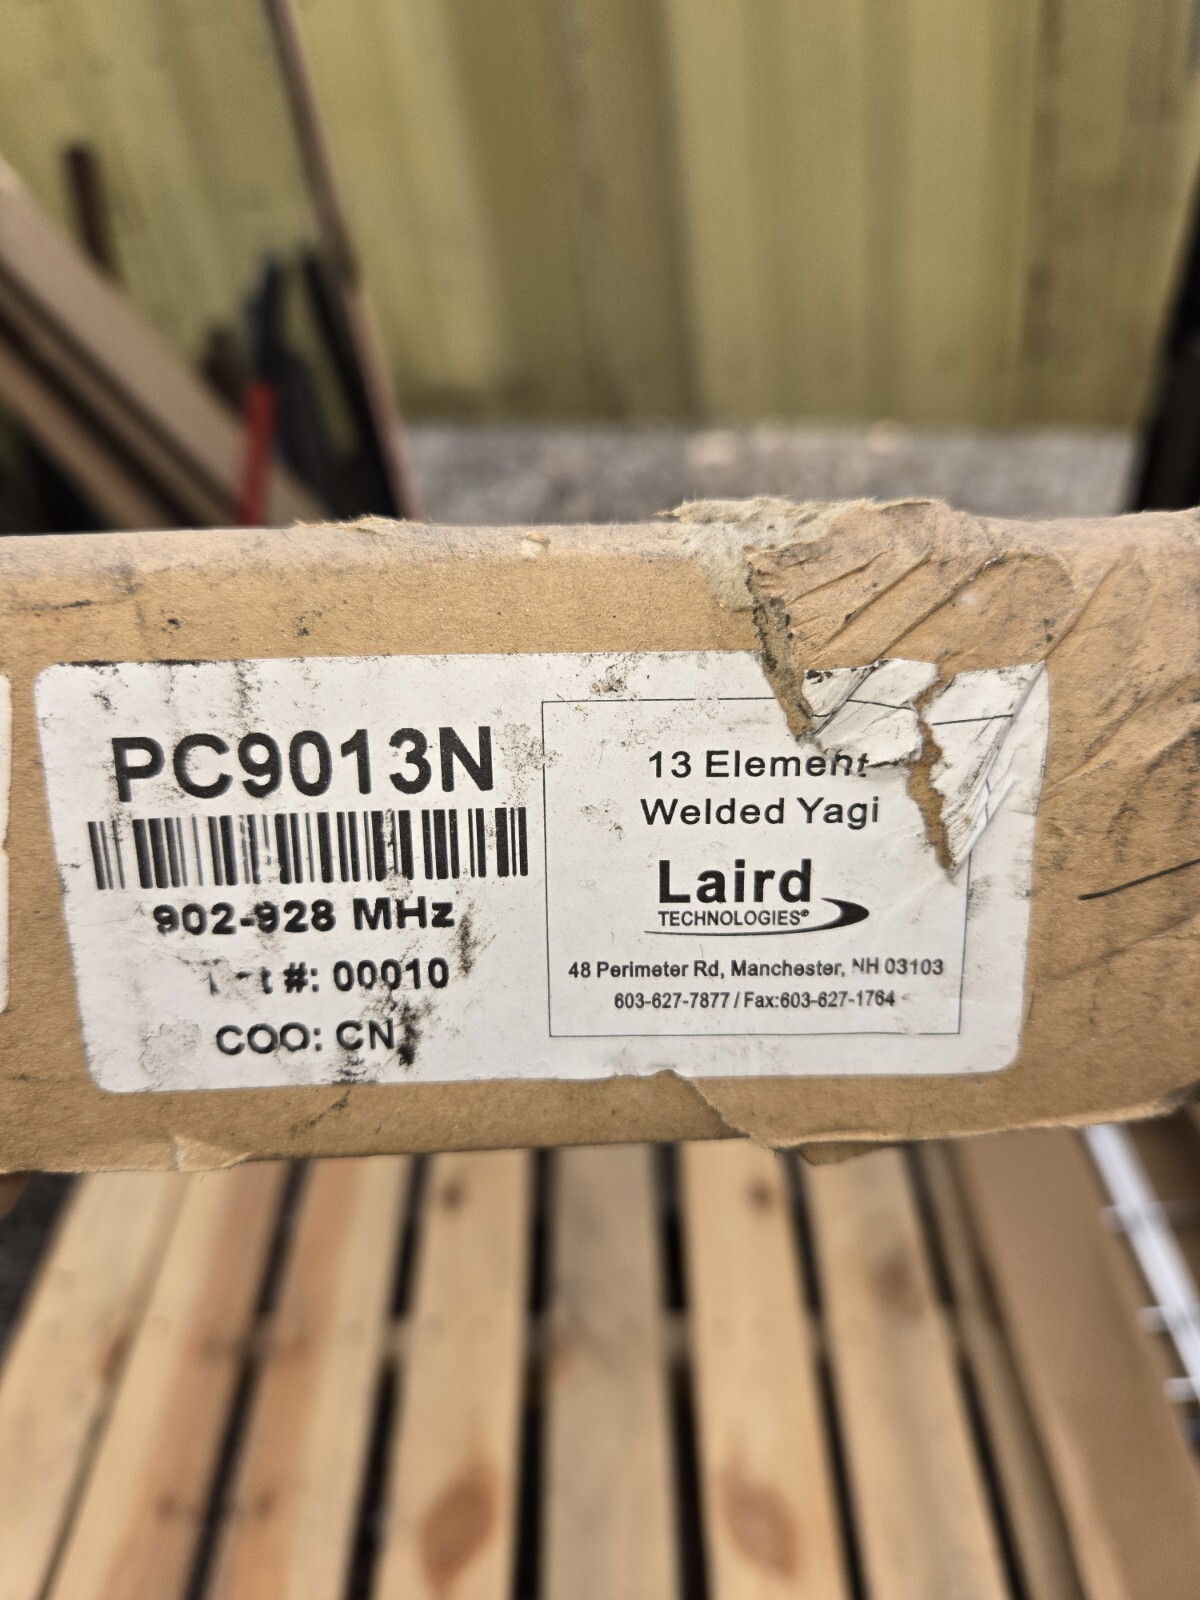 PC9013N
902-928 MHz
#: 00010
COO: CN
13 Element
Welded Yagi
Laird
TECHNOLOGIES®
48 Perimeter Rd, Manchester, NH 03103
603-627-7877 / Fax:603-627-1764